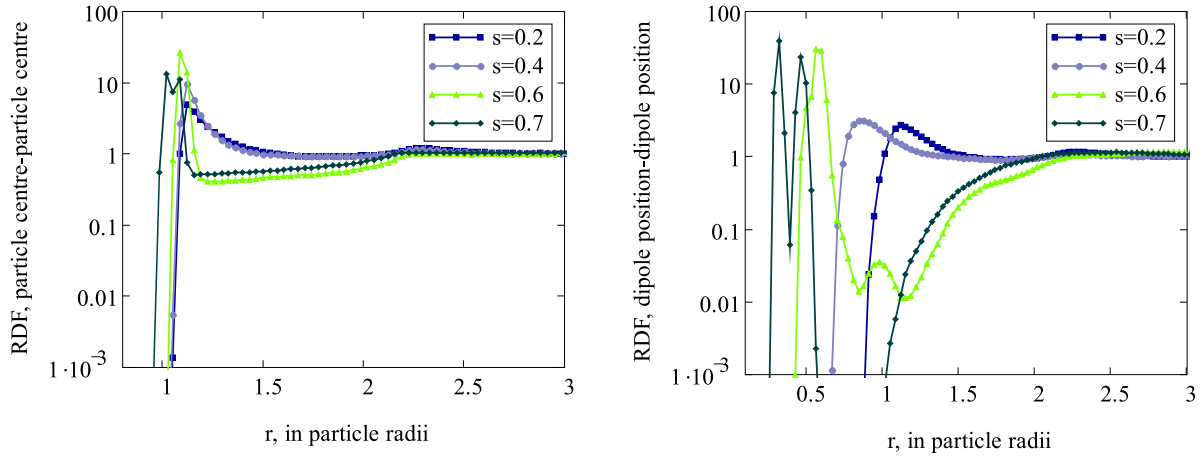 RDF, particle centre-particle centre
100
10
1
0.1
0.01
1·10⁻³
s=0.2
s=0.4
s=0.6
s=0.7
1
1.5
2
2.5
3
r, in particle radii
RDF, dipole position-dipole position
100
10
1
0.1
0.01
1·10⁻³
s=0.2
s=0.4
s=0.6
s=0.7
0.5
1
1.5
2
2.5
3
r, in particle radii